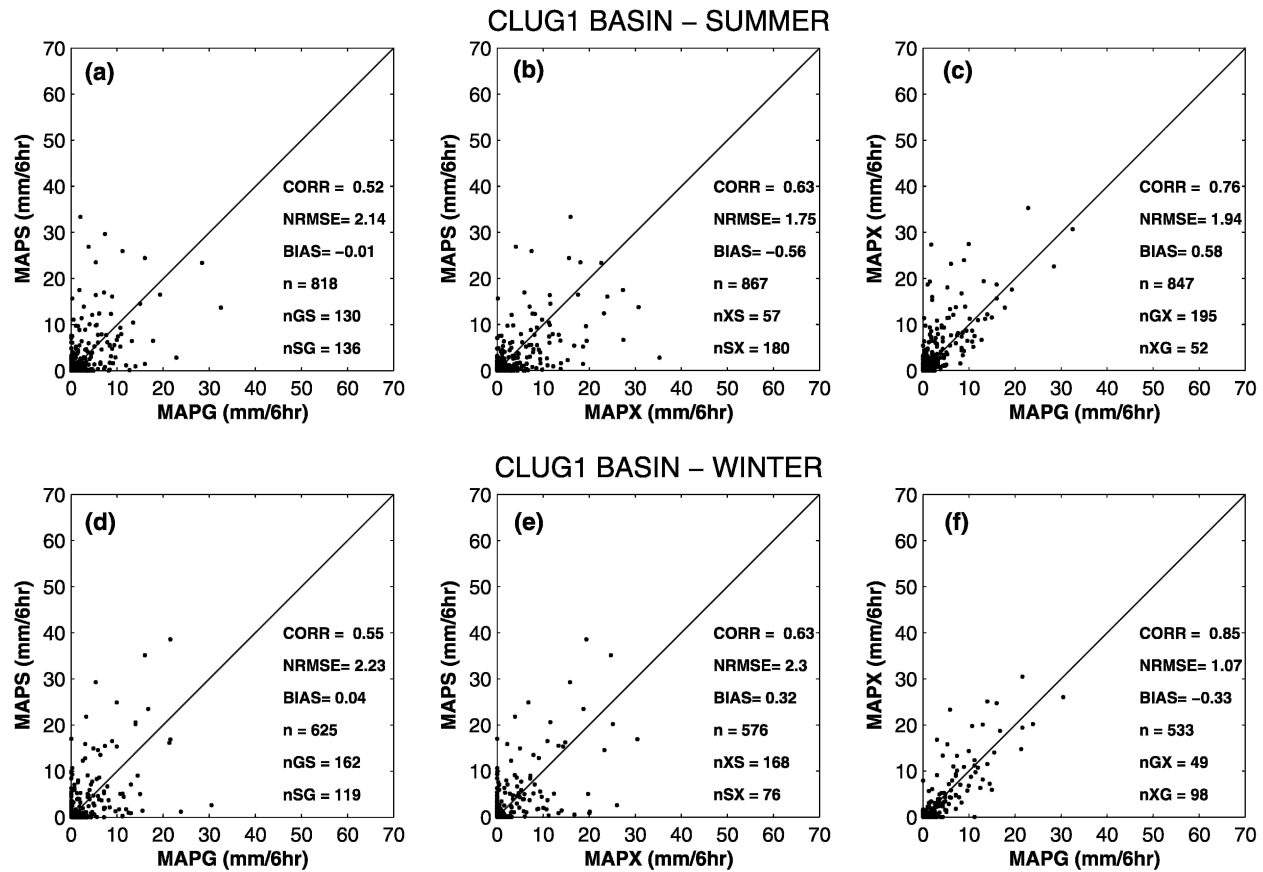 CLUG1 BASIN – SUMMER
(a)
MAPS (mm/6hr)
70
60
50
40
30
20
10
0
CORR = 0.52
NRMSE= 2.14
BIAS= −0.01
n = 818
nGS = 130
nSG = 136
0 10 20 30 40 50 60 70
MAPG (mm/6hr)
(b)
MAPS (mm/6hr)
70
60
50
40
30
20
10
0
CORR = 0.63
NRMSE= 1.75
BIAS= −0.56
n = 867
nXS = 57
nSX = 180
0 10 20 30 40 50 60 70
MAPX (mm/6hr)
(c)
MAPX (mm/6hr)
70
60
50
40
30
20
10
0
CORR = 0.76
NRMSE= 1.94
BIAS= 0.58
n = 847
nGX = 195
nXG = 52
0 10 20 30 40 50 60 70
MAPG (mm/6hr)
CLUG1 BASIN – WINTER
(d)
MAPS (mm/6hr)
70
60
50
40
30
20
10
0
CORR = 0.55
NRMSE= 2.23
BIAS= 0.04
n = 625
nGS = 162
nSG = 119
0 10 20 30 40 50 60 70
MAPG (mm/6hr)
(e)
MAPS (mm/6hr)
70
60
50
40
30
20
10
0
CORR = 0.63
NRMSE= 2.3
BIAS= 0.32
n = 576
nXS = 168
nSX = 76
0 10 20 30 40 50 60 70
MAPX (mm/6hr)
(f)
MAPX (mm/6hr)
70
60
50
40
30
20
10
0
CORR = 0.85
NRMSE= 1.07
BIAS= −0.33
n = 533
nGX = 49
nXG = 98
0 10 20 30 40 50 60 70
MAPG (mm/6hr)